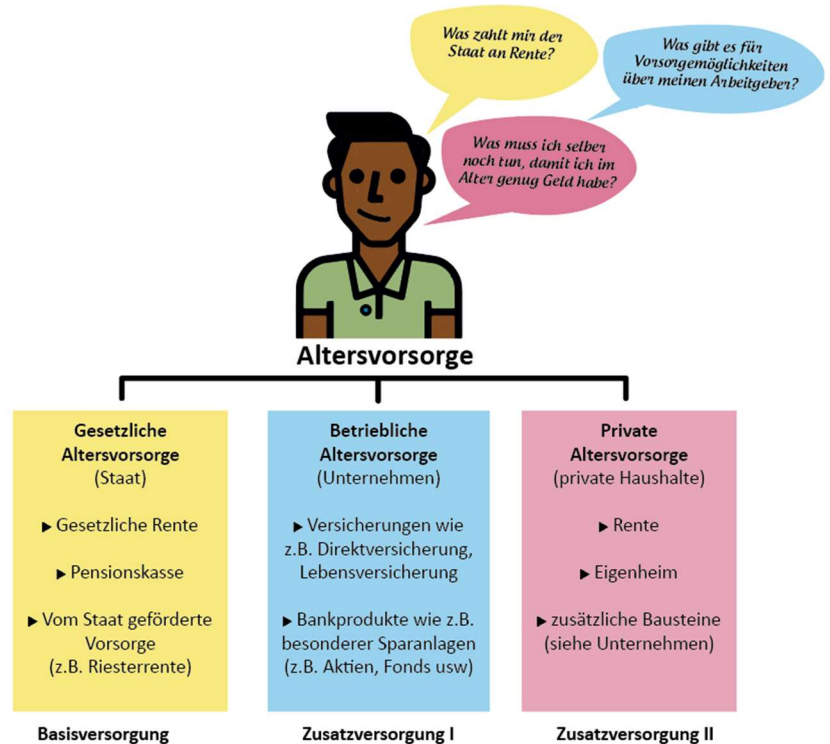 Was zahlt mir der
Staat an Rente?
Was gibt es für
Vorsorgemöglichkeiten
über meinen Arbeitgeber?
Was muss ich selber
noch tun, damit ich im
Alter genug Geld habe?
Altersvorsorge
Gesetzliche
Altersvorsorge
(Staat)
▶ Gesetzliche Rente
▶ Pensionskasse
▶ Vom Staat geförderte
Vorsorge
(z.B. Riesterrente)
Basisversorgung
Betriebliche
Altersvorsorge
(Unternehmen)
▶ Versicherungen wie
z.B. Direktversicherung,
Lebensversicherung
▶ Bankprodukte wie z.B.
besonderer Sparanlagen
(z.B. Aktien, Fonds usw)
Zusatzversorgung I
Private
Altersvorsorge
(private Haushalte)
▶ Rente
▶ Eigenheim
▶ zusätzliche Bausteine
(siehe Unternehmen)
Zusatzversorgung II